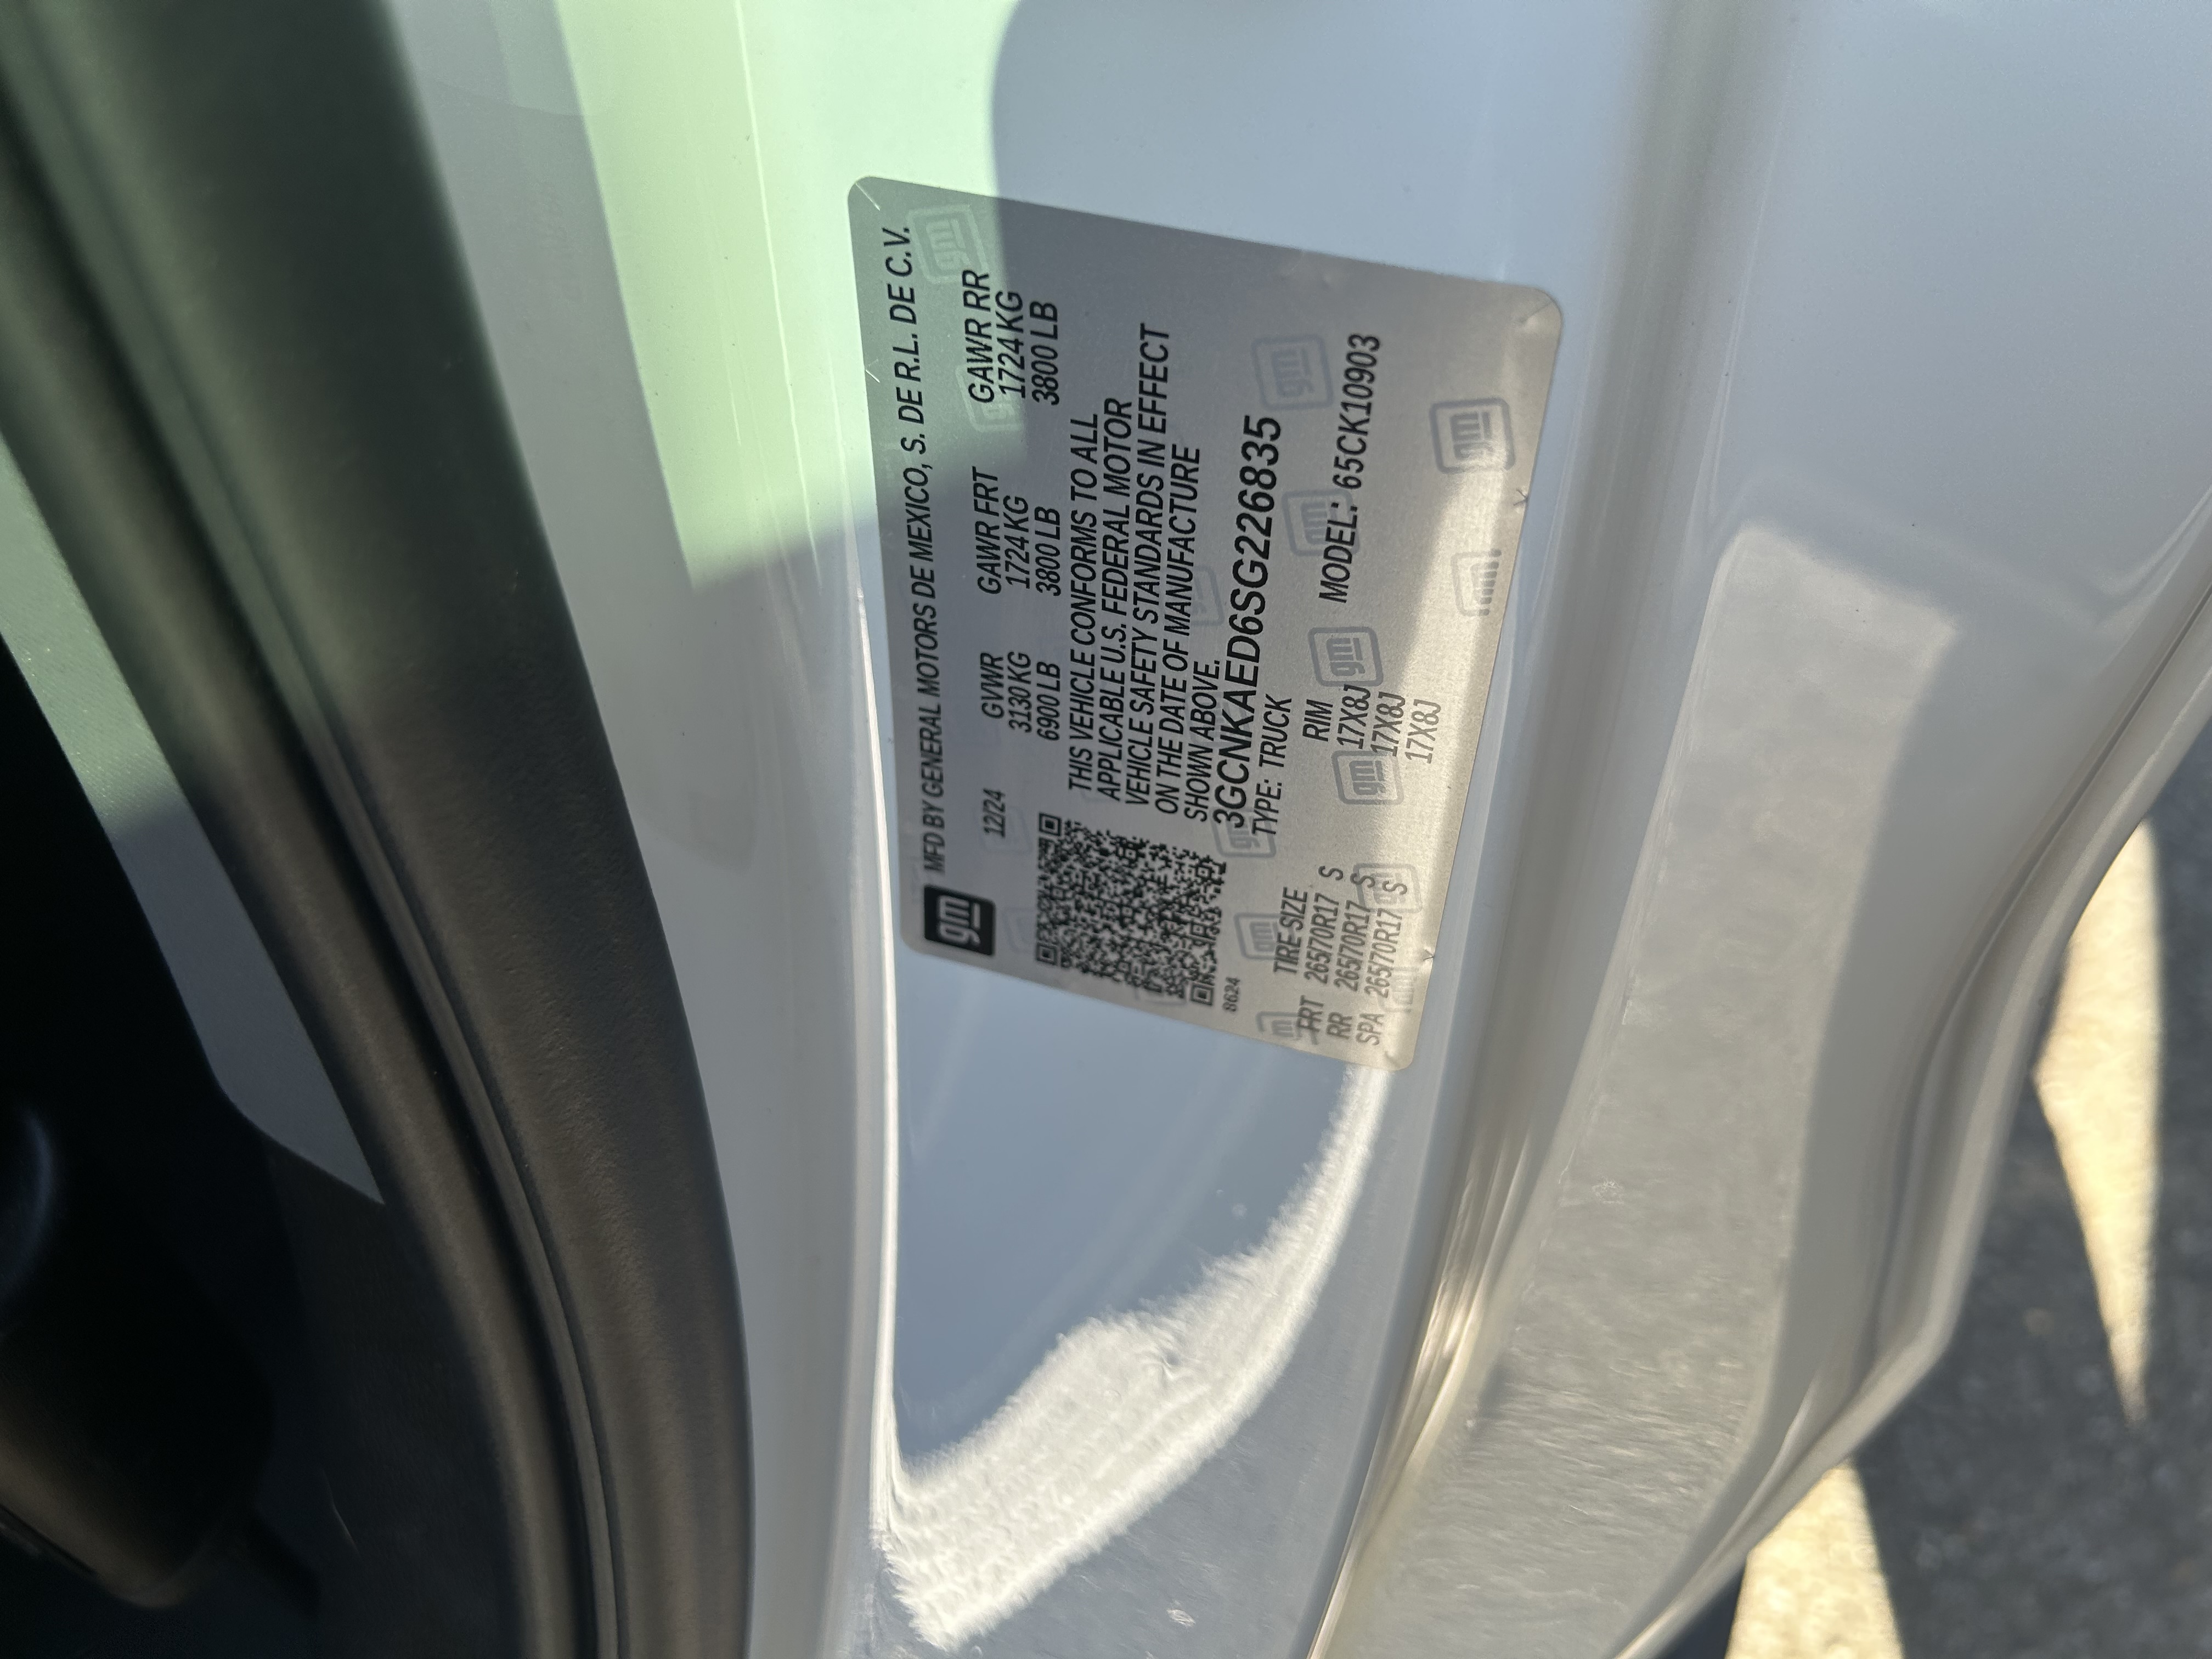 gm MFD BY GENERAL MOTORS DE MEXICO, S. DE R.L. DE C.V.
12/24 GVWR GAWR FRT GAWR RR
3130 KG 1724 KG 1724 KG
6900 LB 3800 LB 3800 LB
THIS VEHICLE CONFORMS TO ALL
APPLICABLE U.S. FEDERAL MOTOR
VEHICLE SAFETY STANDARDS IN EFFECT
ON THE DATE OF MANUFACTURE
SHOWN ABOVE.
3GCNKAED6SG226835
8624 TYPE: TRUCK MODEL: 65CK10903
TIRE SIZE RIM
FRT 265/70R17 S 17X8J
RR 265/70R17 S 17X8J
SPA 265/70R17 S 17X8J